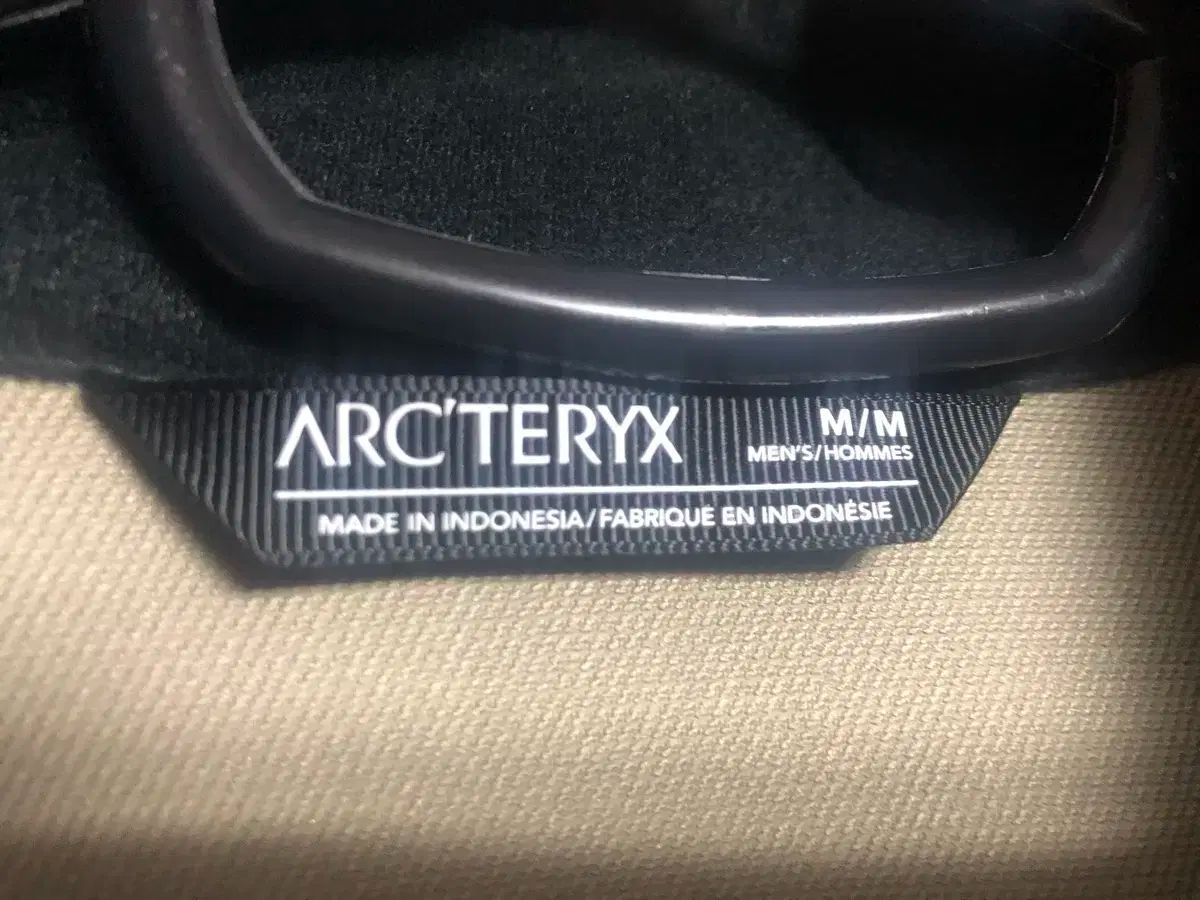 ARC'TERYX
M/M
MEN'S/HOMMES
MADE IN INDONESIA/FABRIQUÉ EN INDONÉSIE